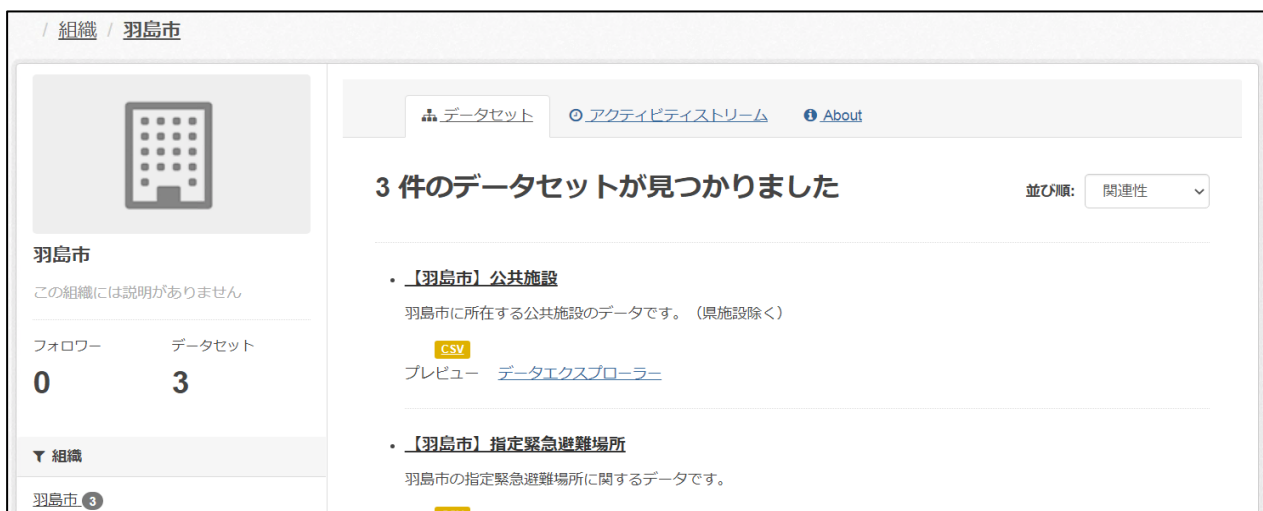 / 組織 / 羽島市
データセット アクティビティストリーム About
3 件のデータセットが見つかりました
並び順: 関連性
羽島市
この組織には説明がありません
フォロワー データセット
0 3
組織
羽島市 3
・【羽島市】公共施設
羽島市に所在する公共施設のデータです。（県施設除く）
CSV
プレビュー データエクスプローラー
・【羽島市】指定緊急避難場所
羽島市の指定緊急避難場所に関するデータです。